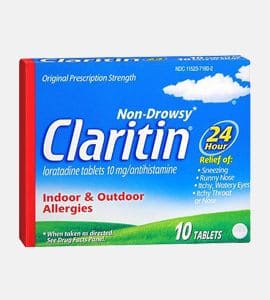 Original Prescription Strength
NDC 11523-7160-2
Non-Drowsy*
Claritin®
24
Hour
loratadine tablets 10 mg/antihistamine
Relief of:
• Sneezing
• Runny Nose
• Itchy, Watery Eyes
• Itchy Throat
or Nose
Indoor & Outdoor
Allergies
* When taken as directed
See Drug Facts Panel
10 TABLETS